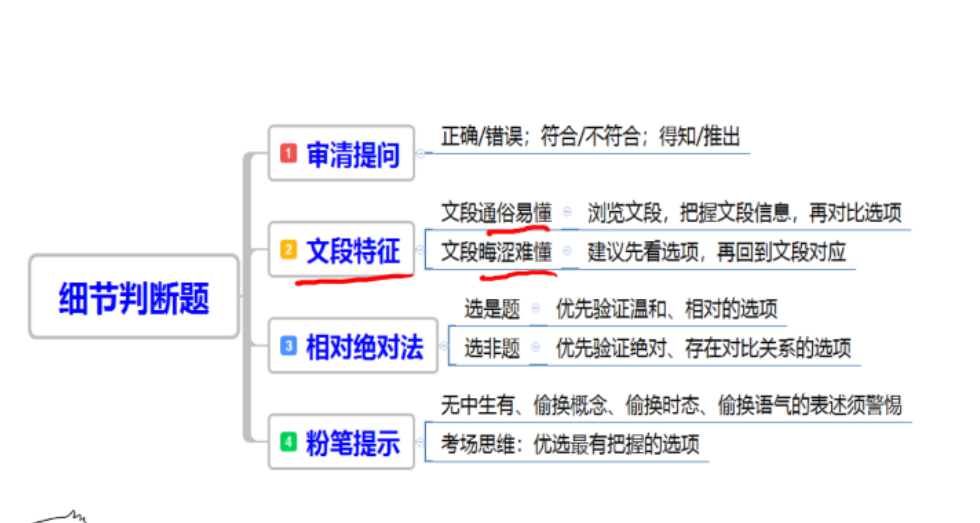 细节判断题
1 审清提问
正确/错误；符合/不符合；得知/推出
2 文段特征
文段通俗易懂 浏览文段，把握文段信息，再对比选项
文段晦涩难懂 建议先看选项，再回到文段对应
3 相对绝对法
选是题 优先验证温和、相对的选项
选非题 优先验证绝对、存在对比关系的选项
4 粉笔提示
无中生有、偷换概念、偷换时态、偷换语气的表述须警惕
考场思维：优选最有把握的选项